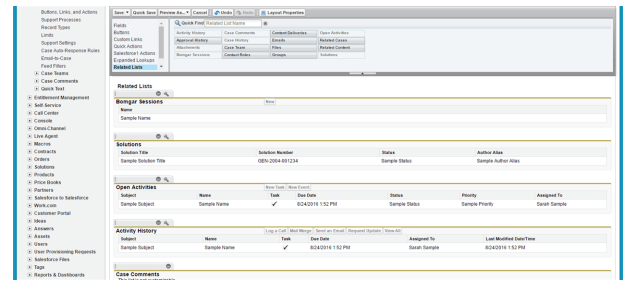 Buttons, Links, and Actions
Support Processes
Record Types
Limits
Support Settings
Case Auto-Response Rules
Email-to-Case
Feed Filters
Case Teams
Case Comments
Quick Text
Entitlement Management
Self-Service
Call Center
Console
Omni-Channel
Live Agent
Macros
Contracts
Orders
Solutions
Products
Price Books
Partners
Salesforce to Salesforce
Work.com
Customer Portal
Ideas
Answers
Assets
Users
User Provisioning Requests
Salesforce Files
Tags
Reports & Dashboards
Save Quick Save Preview As... Cancel Undo Redo Layout Properties
Fields
Buttons
Custom Links
Quick Actions
Salesforce1 Actions
Expanded Lookups
Related Lists
Quick Find Related List Name
Activity History Case Comments Content Deliveries... Open Activities
Approval History Case History Emails Related Cases
Attachments Case Team Files Related Content
Bomgar Sessions Contact Roles Groups Solutions
Related Lists
Bomgar Sessions New
Name
Sample Name
Solutions
Solution Title Solution Number Status Author Alias
Sample Solution Title GEN-2004-001234 Sample Status Sample Author Alias
Open Activities New Task New Event
Subject Name Task Due Date Status Priority Assigned To
Sample Subject Sample Name ✓ 8/24/2016 1:52 PM Sample Status Sample Priority Sarah Sample
Activity History Log a Call Mail Merge Send an Email Request Update View All
Subject Name Task Due Date Assigned To Last Modified Date/Time
Sample Subject Sample Name ✓ 8/24/2016 1:52 PM Sarah Sample 8/24/2016 1:52 PM
Case Comments